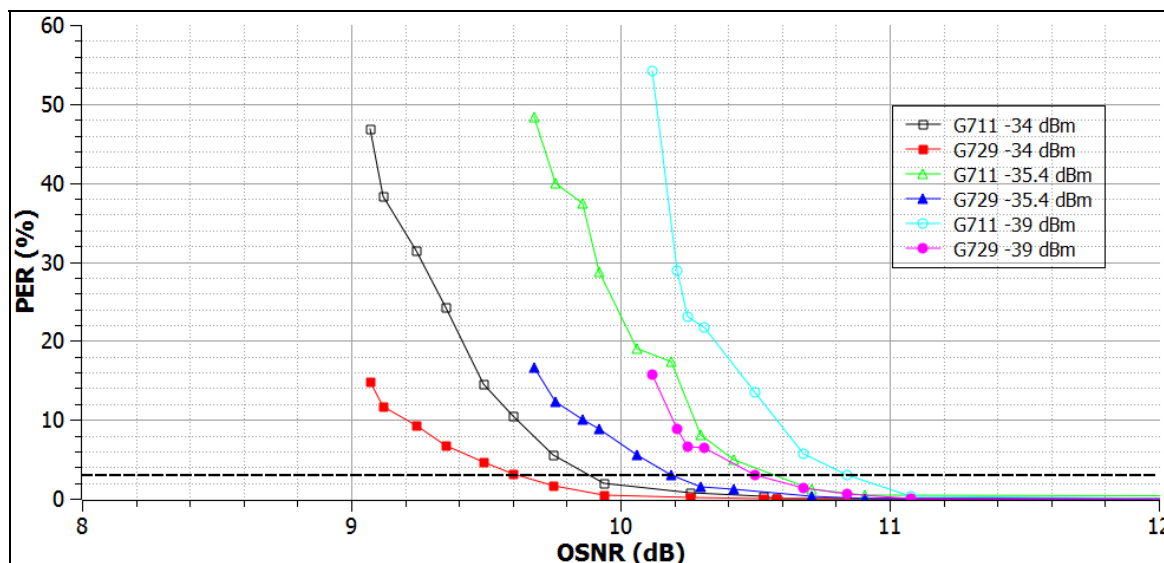 60
50
40
30
20
10
0
PER (%)
G711 -34 dBm
G729 -34 dBm
G711 -35.4 dBm
G729 -35.4 dBm
G711 -39 dBm
G729 -39 dBm
8
9
10
11
12
OSNR (dB)